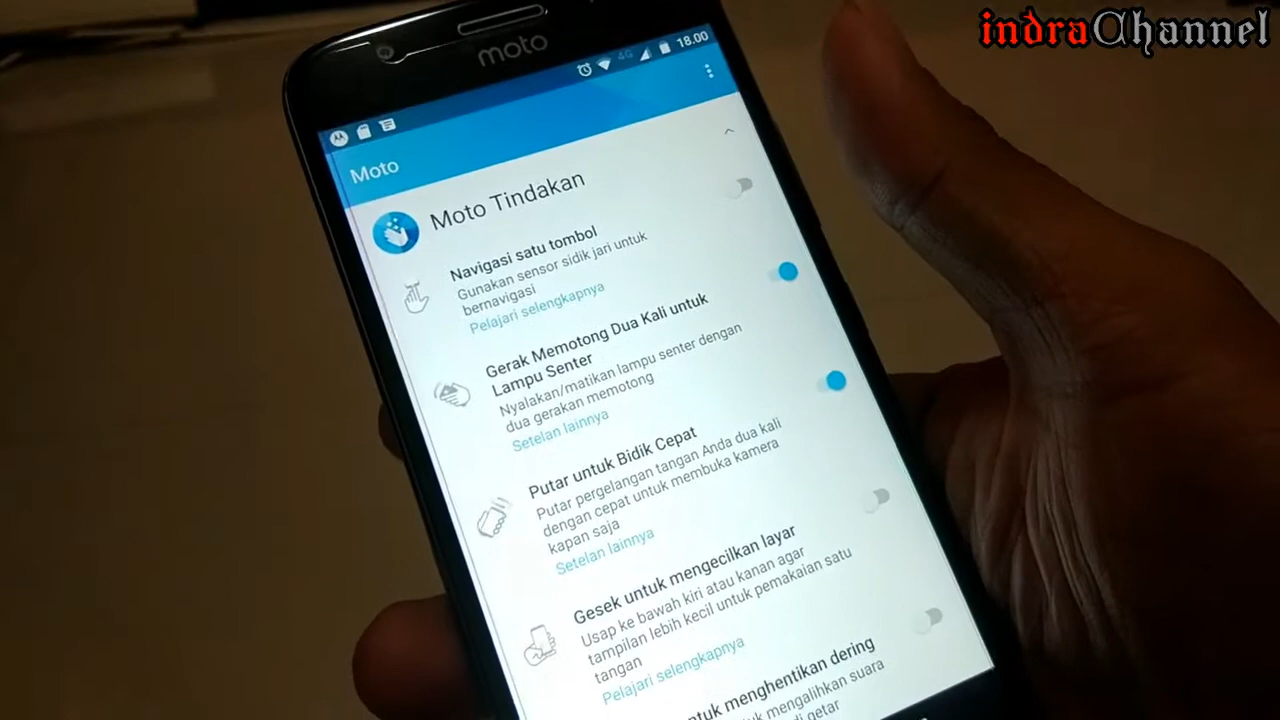 indraChannel
moto
4G 18.00
Moto
Moto Tindakan
Navigasi satu tombol
Gunakan sensor sidik jari untuk
bernavigasi
Pelajari selengkapnya
Gerak Memotong Dua Kali untuk
Lampu Senter
Nyalakan/matikan lampu senter dengan
dua gerakan memotong
Setelan lainnya
Putar untuk Bidik Cepat
Putar pergelangan tangan Anda dua kali
dengan cepat untuk membuka kamera
kapan saja
Setelan lainnya
Gesek untuk mengecilkan layar
Usap ke bawah kiri atau kanan agar
tampilan lebih kecil untuk pemakaian satu
tangan
Pelajari selengkapnya
menghentikan dering
mengalihkan suara
getar